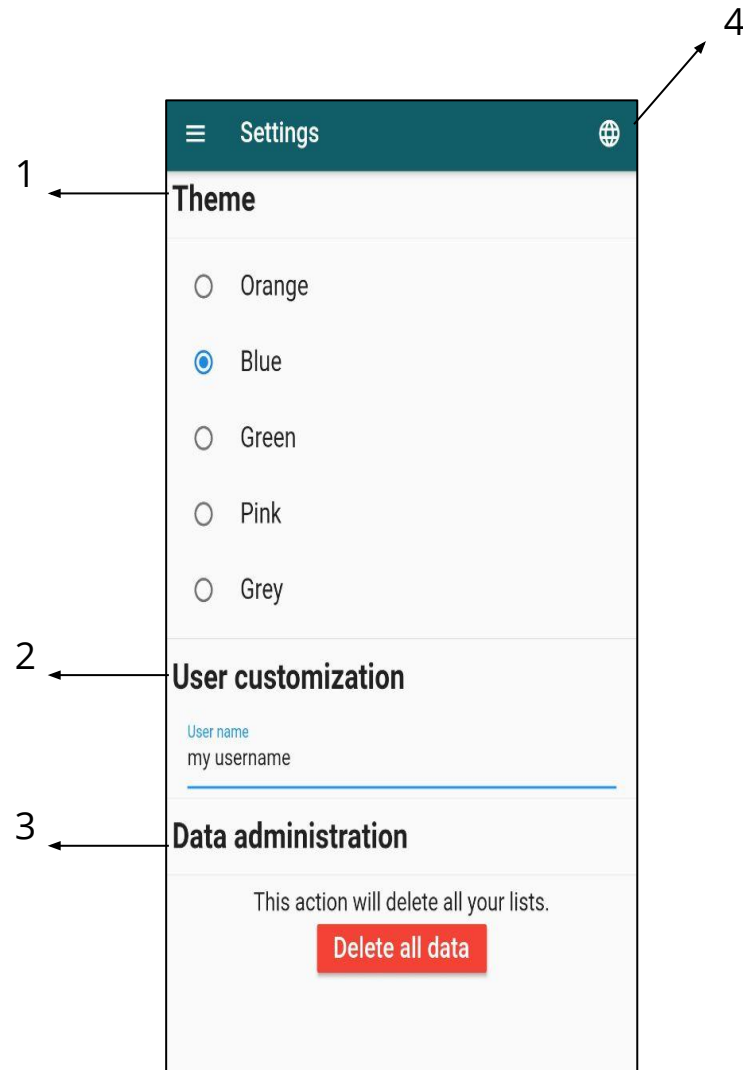 4
Settings
1
Theme
Orange
Blue
Green
Pink
Grey
2
User customization
User name
my username
3
Data administration
This action will delete all your lists.
Delete all data